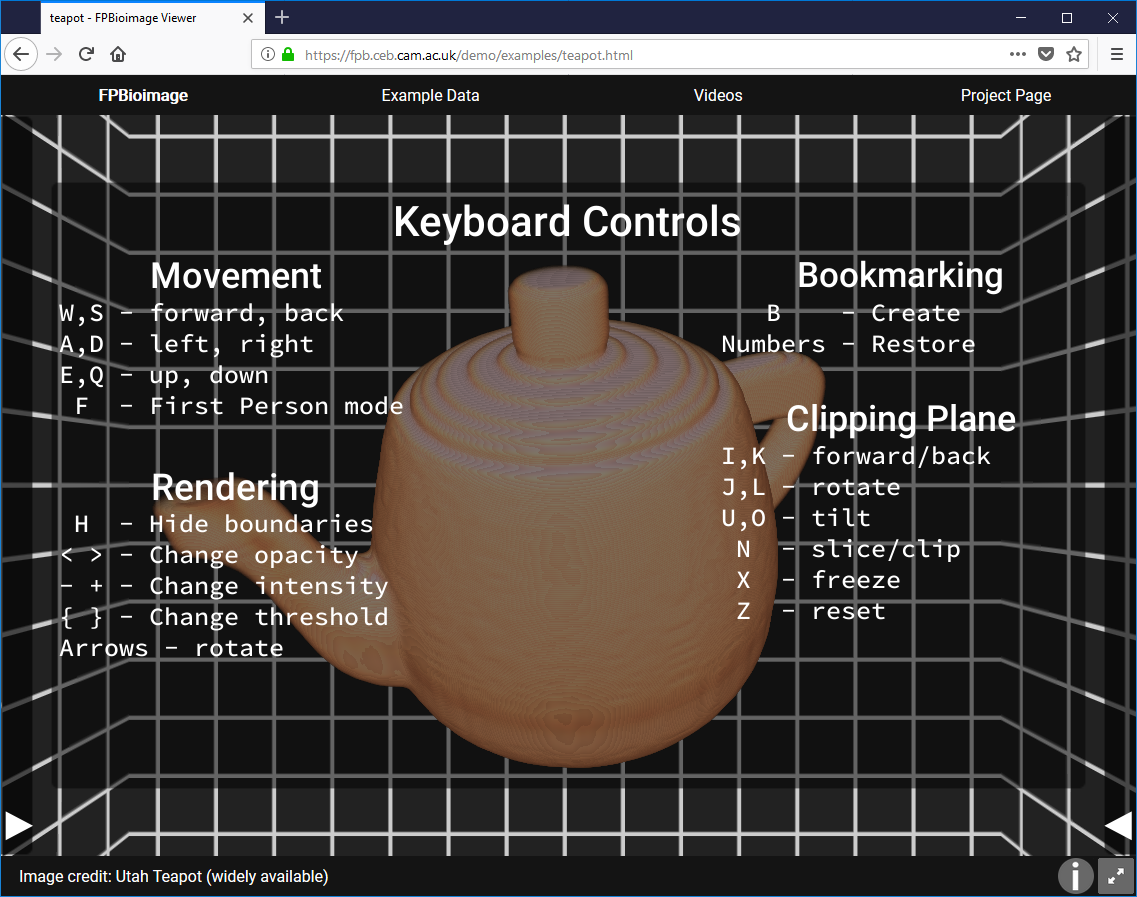 teapot - FPBioimage Viewer
https://fpb.ceb.cam.ac.uk/demo/examples/teapot.html
FPBioimage Example Data Videos Project Page
Keyboard Controls
Movement
W,S - forward, back
A,D - left, right
E,Q - up, down
F - First Person mode
Rendering
H - Hide boundaries
< > - Change opacity
- + - Change intensity
{ } - Change threshold
Arrows - rotate
Bookmarking
B - Create
Numbers - Restore
Clipping Plane
I,K - forward/back
J,L - rotate
U,O - tilt
N - slice/clip
X - freeze
Z - reset
Image credit: Utah Teapot (widely available)